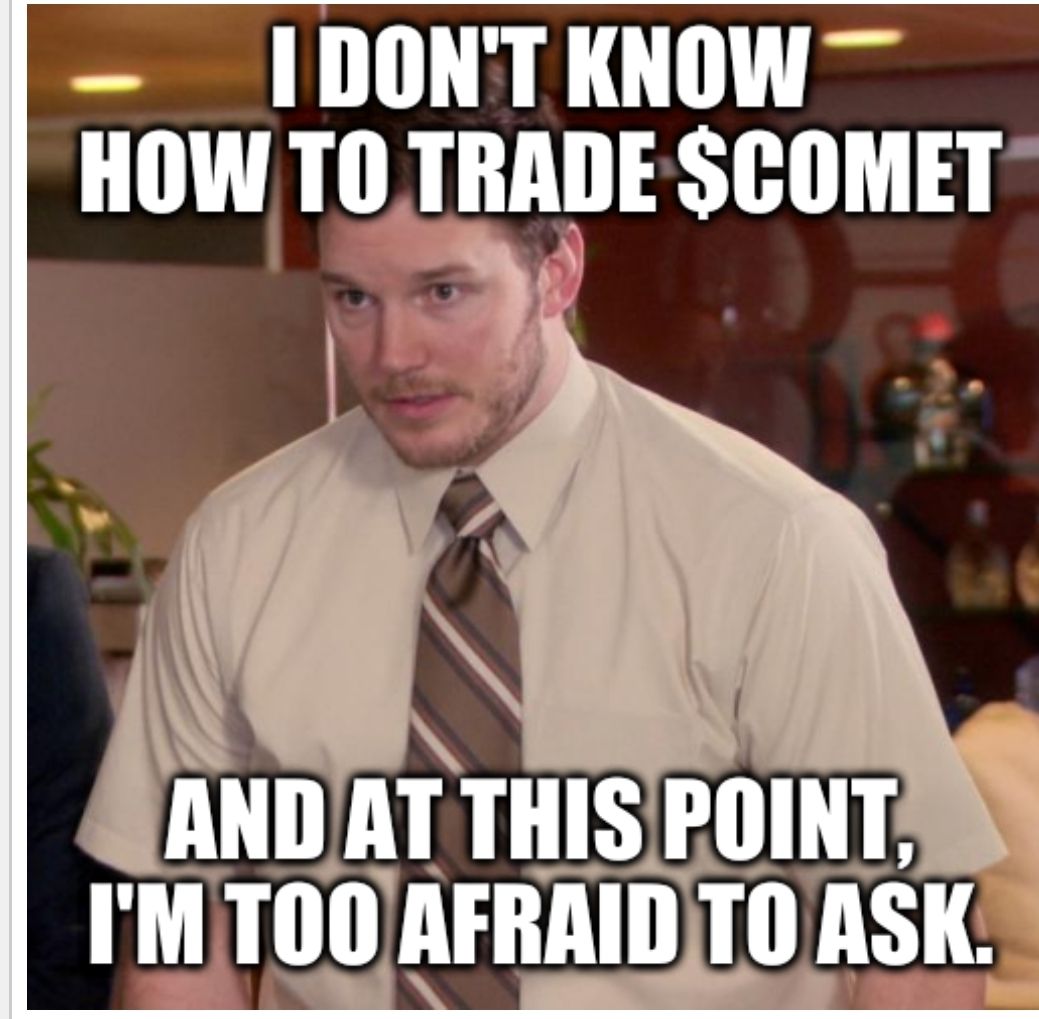 I DON'T KNOW
HOW TO TRADE $COMET
AND AT THIS POINT,
I'M TOO AFRAID TO ASK.